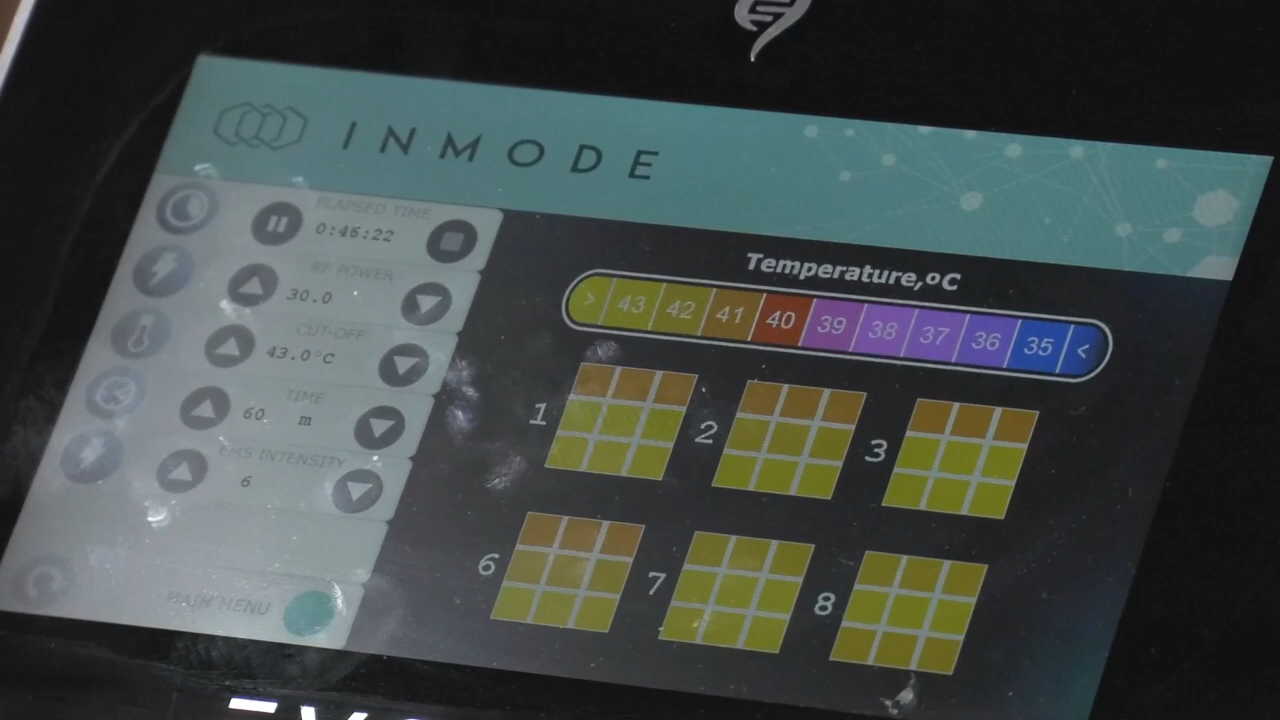 INMODE
ELAPSED TIME
0:46:22
RF POWER
30.0
CUT-OFF
43.0°C
TIME
60 m
EMS INTENSITY
6
MAIN MENU
Temperature,ºC
> 43 42 41 40 39 38 37 36 35 <
1 2 3
6 7 8